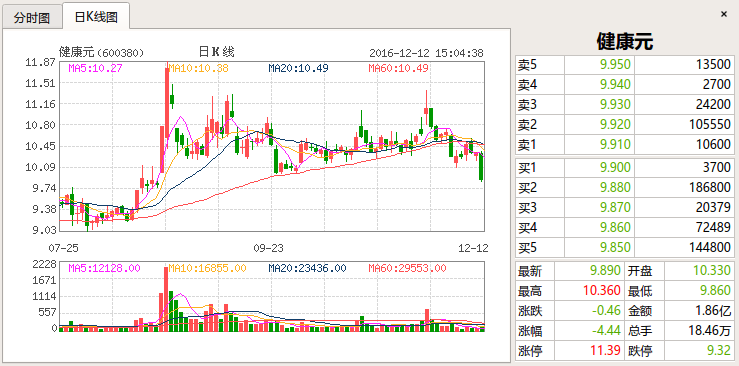 分时图 日K线图
×
健康元(600380) 日K线 2016-12-12 15:04:38
MA5:10.27 MA10:10.38 MA20:10.49 MA60:10.49
11.87
11.51
11.16
10.80
10.45
10.09
9.74
9.38
9.03
07-25 09-23 12-12
MA5:12128.00 MA10:16855.00 MA20:23436.00 MA60:29553.00
2228
1671
1114
557
0
健康元
卖5 9.950 13500
卖4 9.940 2700
卖3 9.930 24200
卖2 9.920 105550
卖1 9.910 10600
买1 9.900 3700
买2 9.880 186800
买3 9.870 20379
买4 9.860 72489
买5 9.850 144800
最新 9.890 开盘 10.330
最高 10.360 最低 9.860
涨跌 -0.46 金额 1.86亿
涨幅 -4.44 总手 18.46万
涨停 11.39 跌停 9.32